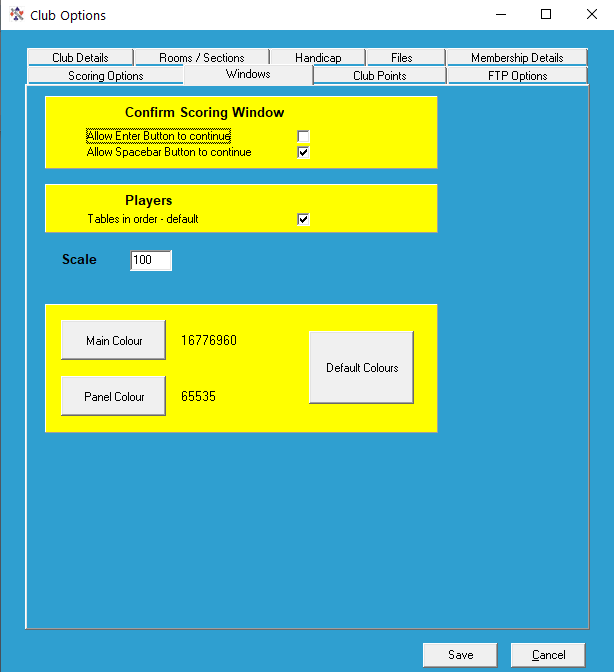 Club Options
Club Details Rooms / Sections Handicap Files Membership Details
Scoring Options Windows Club Points FTP Options
Confirm Scoring Window
Allow Enter Button to continue
Allow Spacebar Button to continue
Players
Tables in order - default
Scale 100
Main Colour 16776960
Default Colours
Panel Colour 65535
Save Cancel